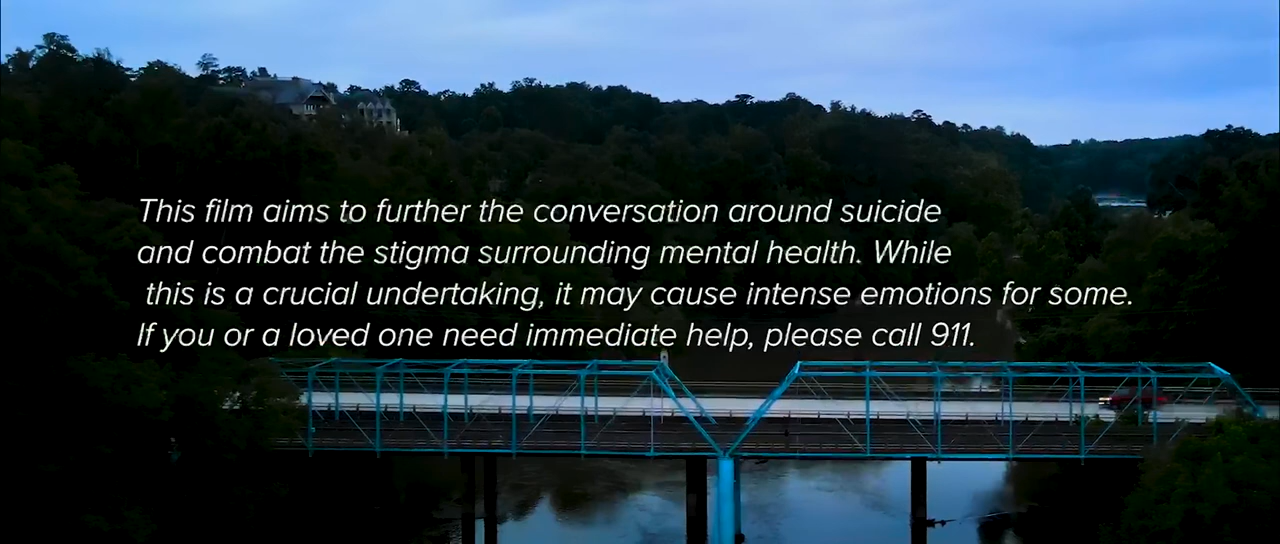 This film aims to further the conversation around suicide
and combat the stigma surrounding mental health. While
this is a crucial undertaking, it may cause intense emotions for some.
If you or a loved one need immediate help, please call 911.